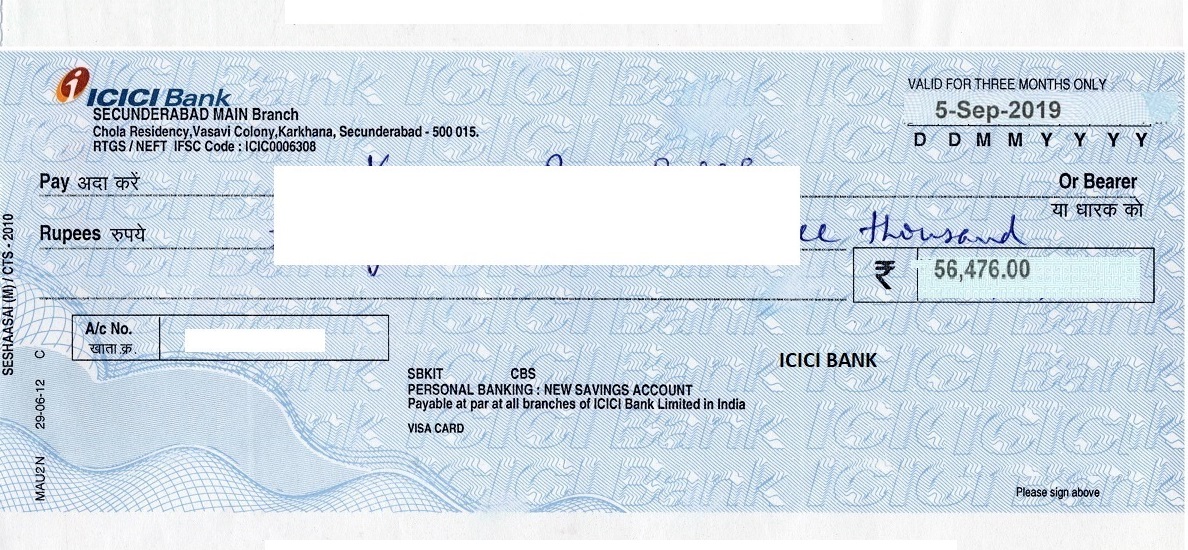 ICICI Bank
SECUNDERABAD MAIN Branch
Chola Residency,Vasavi Colony,Karkhana, Secunderabad - 500 015.
RTGS / NEFT IFSC Code : ICIC0006308
VALID FOR THREE MONTHS ONLY
5-Sep-2019
D D M M Y Y Y Y
Pay अदा करें
Or Bearer
या धारक को
Rupees रुपये
thousand
₹ 56,476.00
A/c No.
खाता क्र.
ICICI BANK
SBKIT CBS
PERSONAL BANKING : NEW SAVINGS ACCOUNT
Payable at par at all branches of ICICI Bank Limited in India
VISA CARD
Please sign above
SESHAASAI (M) / CTS - 2010
MAU2N 29-06-12 C